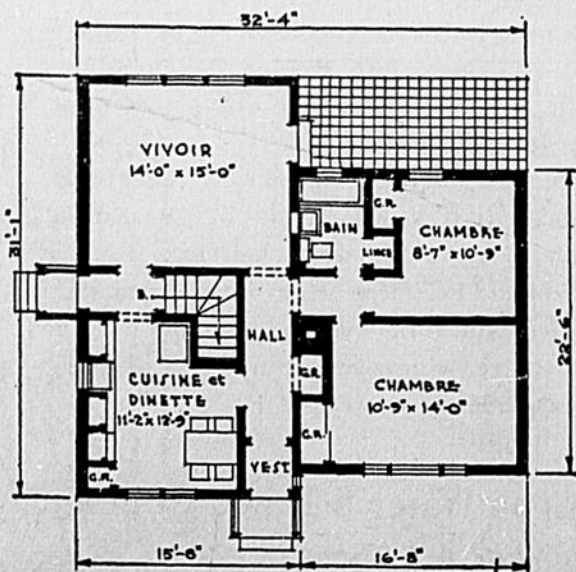 32'-4"
VIVOIR
14'-0" x 15'-0"
31'-1"
C.R.
BAIN
LINGE
CHAMBRE
8'-7" x 10'-9"
22'-6"
B.
HALL
CUISINE et
DINETTE
11'-2" x 12'-9"
C.R.
CHAMBRE
10'-9" x 14'-0"
C.R.
C.R.
VEST.
15'-8"
16'-8"